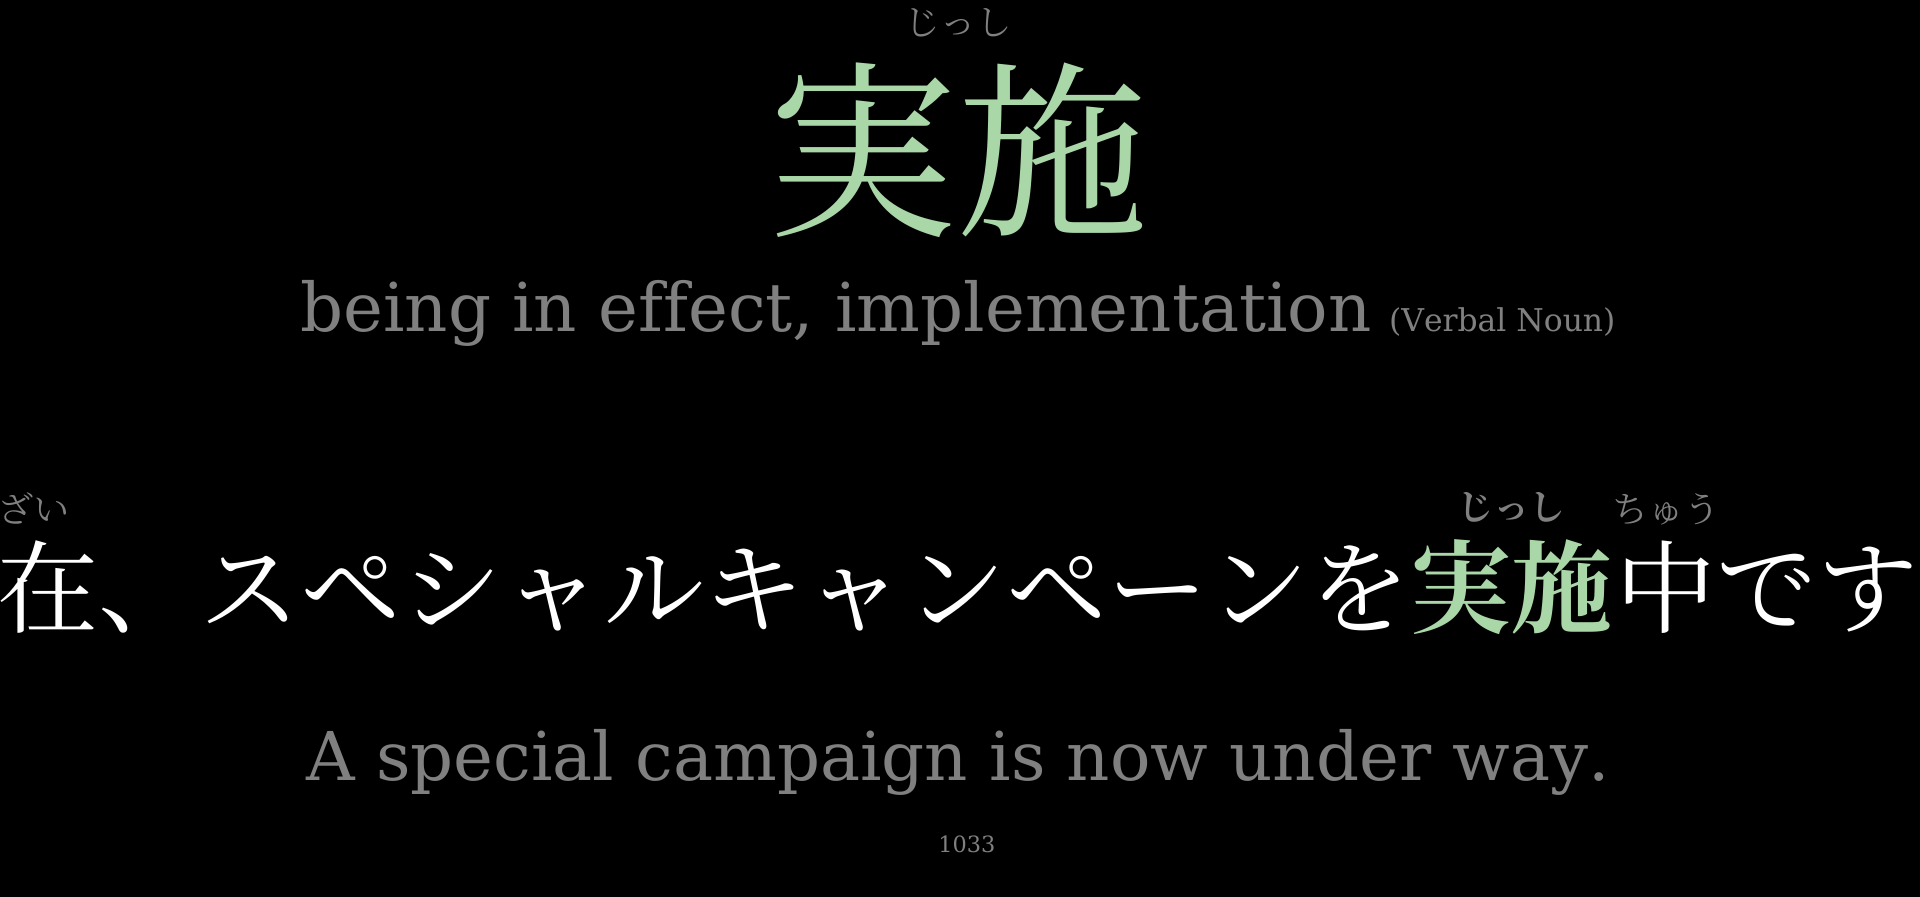 じっし
実施
being in effect, implementation (Verbal Noun)
ざい じっし ちゅう
在、スペシャルキャンペーンを実施中です
A special campaign is now under way.
1033